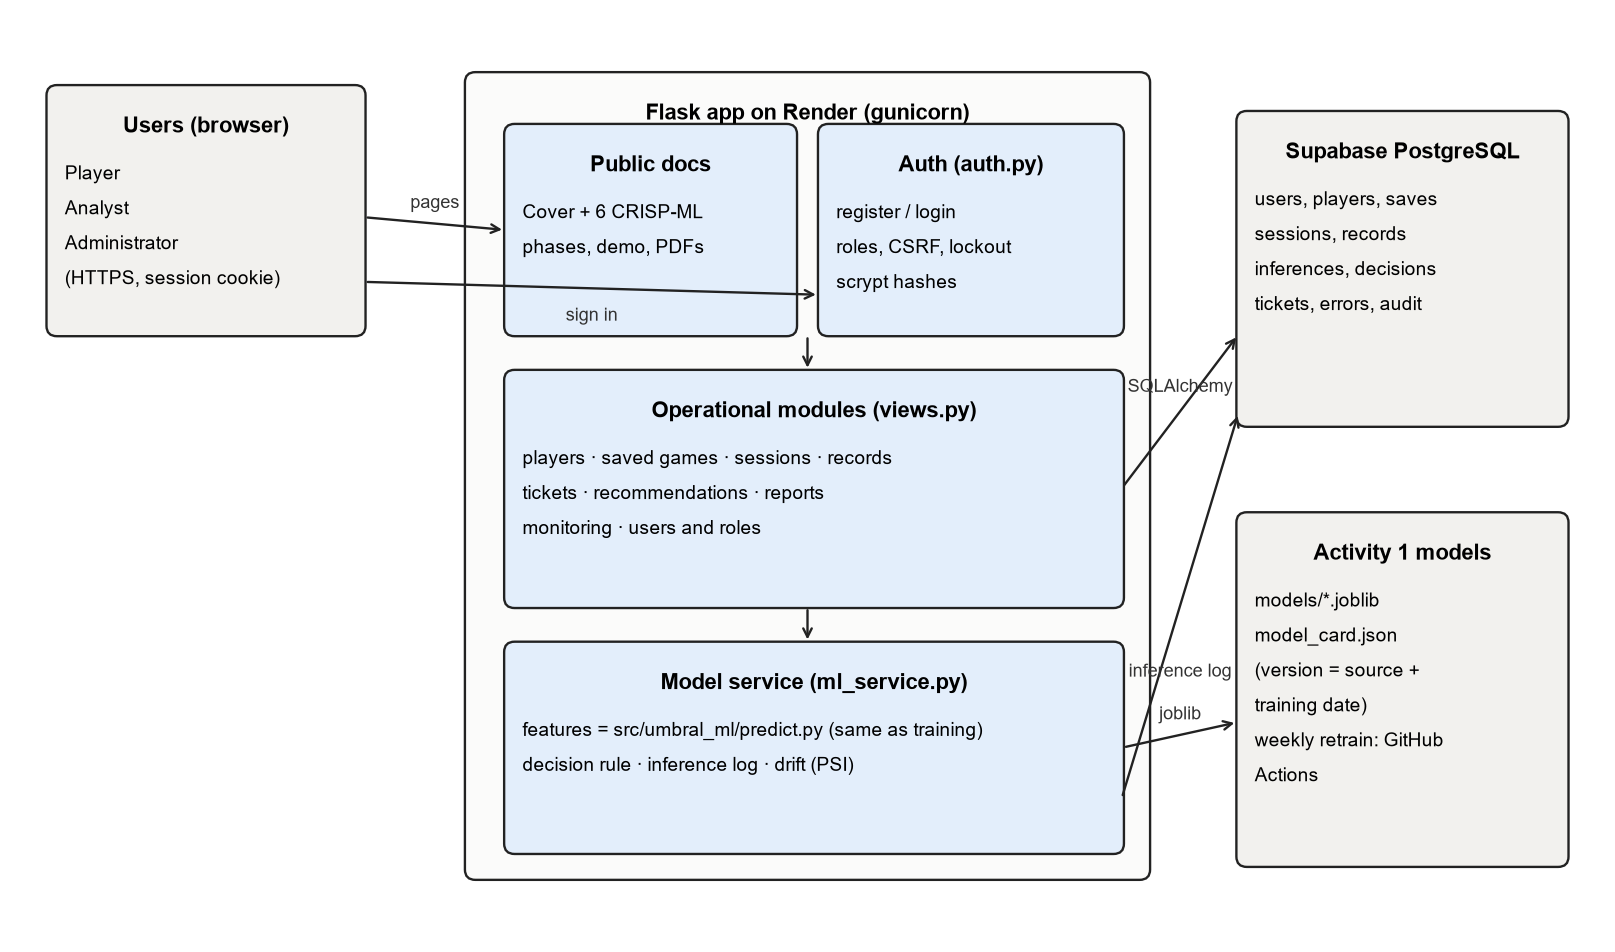 Users (browser)
Player
Analyst
Administrator
(HTTPS, session cookie)
pages
sign in
Flask app on Render (gunicorn)
Public docs
Cover + 6 CRISP-ML
phases, demo, PDFs
Auth (auth.py)
register / login
roles, CSRF, lockout
scrypt hashes
Operational modules (views.py)
players · saved games · sessions · records
tickets · recommendations · reports
monitoring · users and roles
Model service (ml_service.py)
features = src/umbral_ml/predict.py (same as training)
decision rule · inference log · drift (PSI)
SQLAlchemy
inference log
joblib
Supabase PostgreSQL
users, players, saves
sessions, records
inferences, decisions
tickets, errors, audit
Activity 1 models
models/*.joblib
model_card.json
(version = source +
training date)
weekly retrain: GitHub
Actions